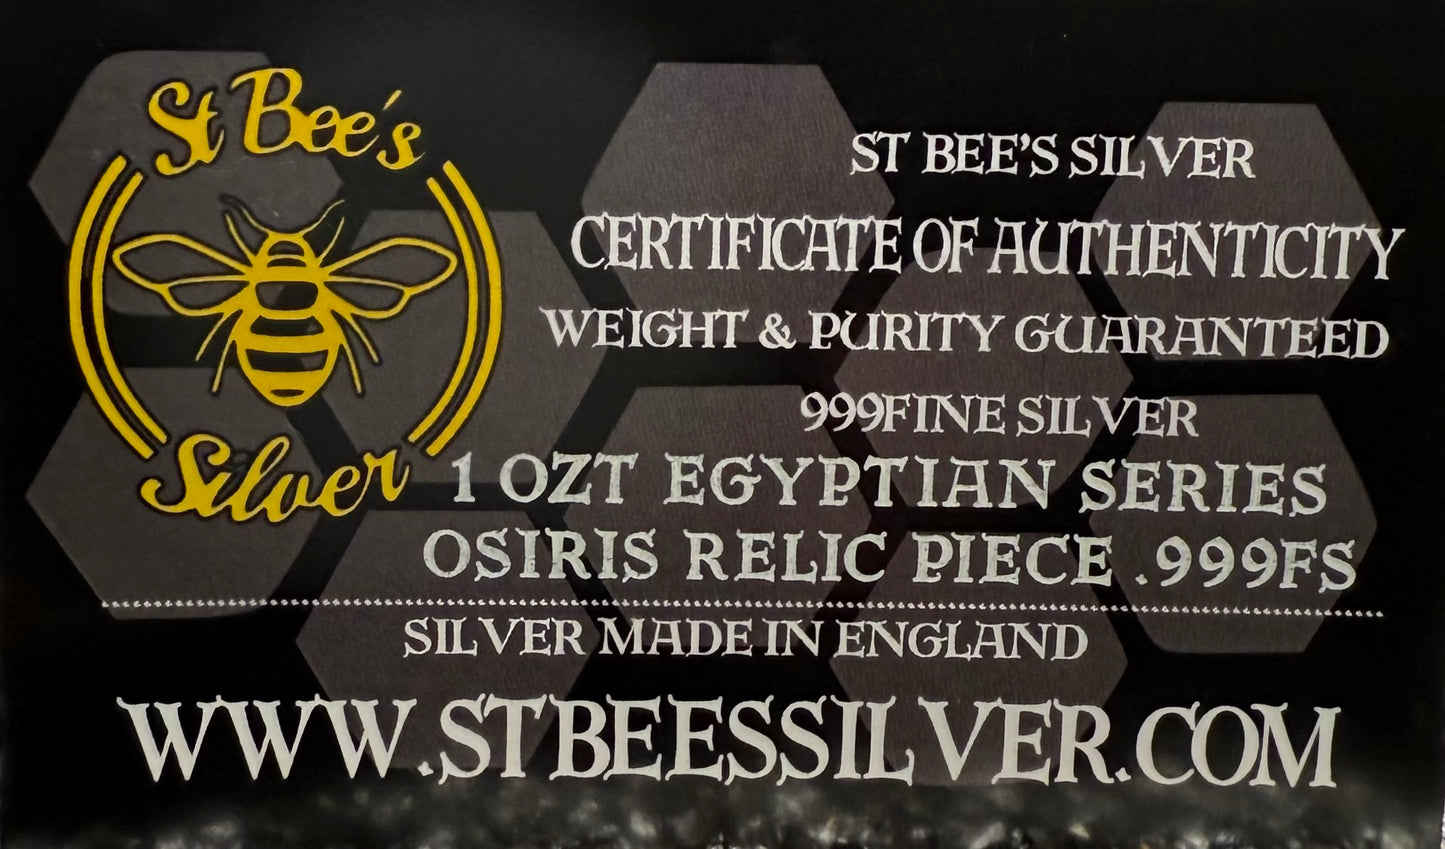 St Bee's
Silver
ST BEE'S SILVER
CERTIFICATE OF AUTHENTICITY
WEIGHT & PURITY GUARANTEED
999FINE SILVER
1 OZT EGYPTIAN SERIES
OSIRIS RELIC PIECE .999FS
SILVER MADE IN ENGLAND
WWW.STBEESSILVER.COM